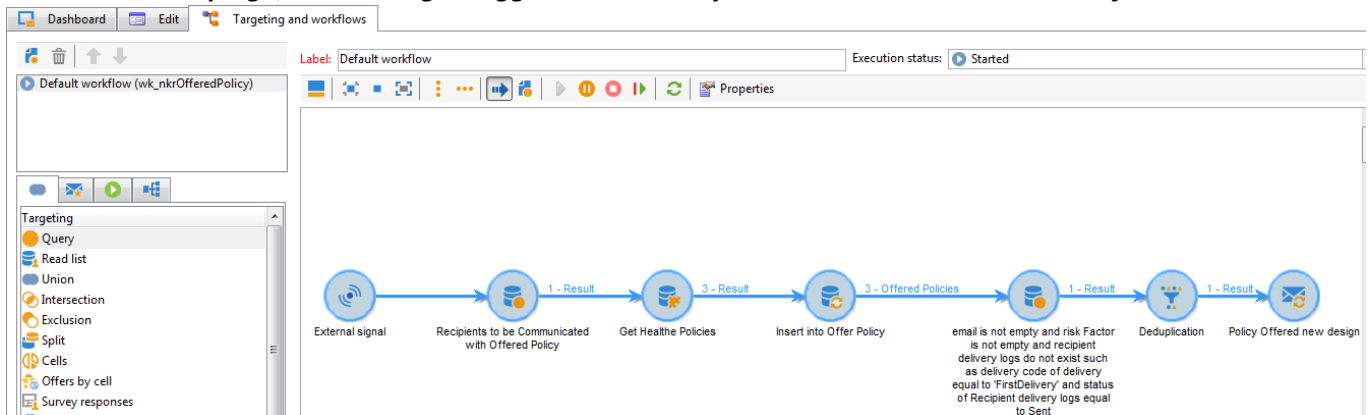 Dashboard Edit Targeting and workflows
Label: Default workflow Execution status: Started
Default workflow (wk_nkrOfferedPolicy)
Properties
Targeting
Query
Read list
Union
Intersection
Exclusion
Split
Cells
Offers by cell
Survey responses
1 - Result 3 - Result 3 - Offered Policies 1 - Result 1 - Result
External signal
Recipients to be Communicated
with Offered Policy
Get Healthe Policies
Insert into Offer Policy
email is not empty and risk Factor
is not empty and recipient
delivery logs do not exist such
as delivery code of delivery
equal to 'FirstDelivery' and status
of Recipient delivery logs equal
to Sent
Deduplication
Policy Offered new design